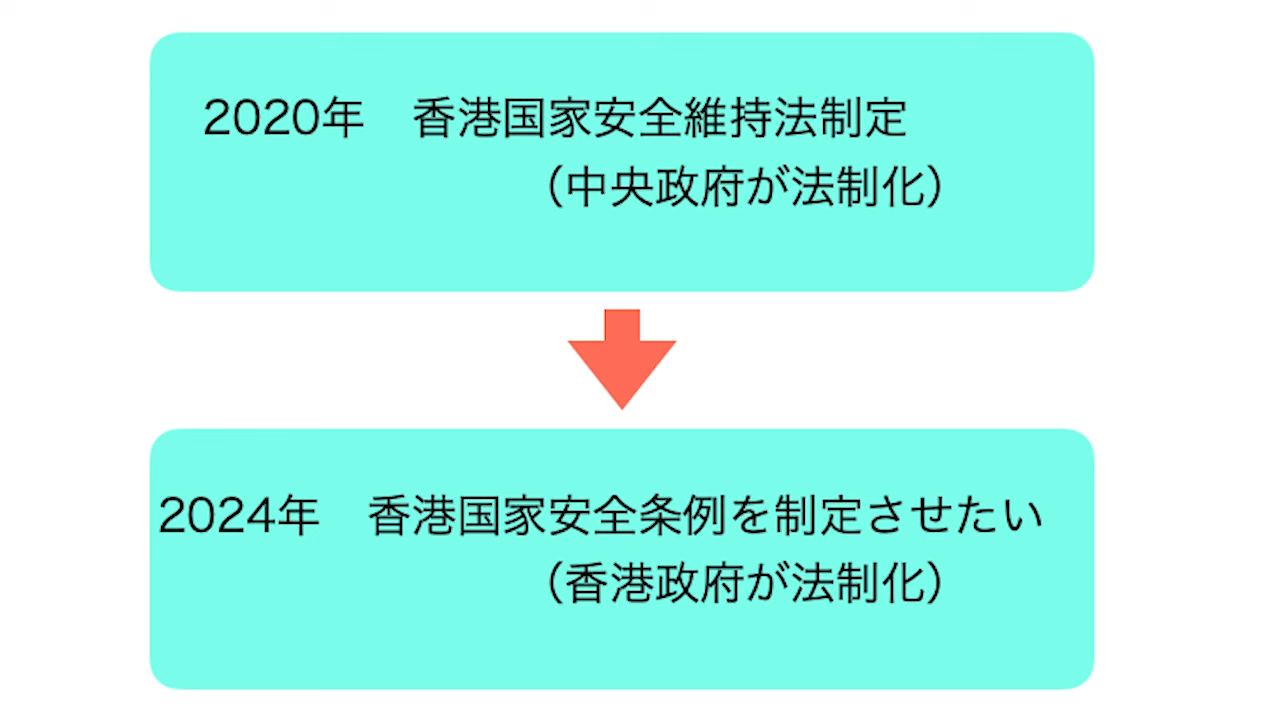 2020年　香港国家安全維持法制定
（中央政府が法制化）
2024年　香港国家安全条例を制定させたい
（香港政府が法制化）